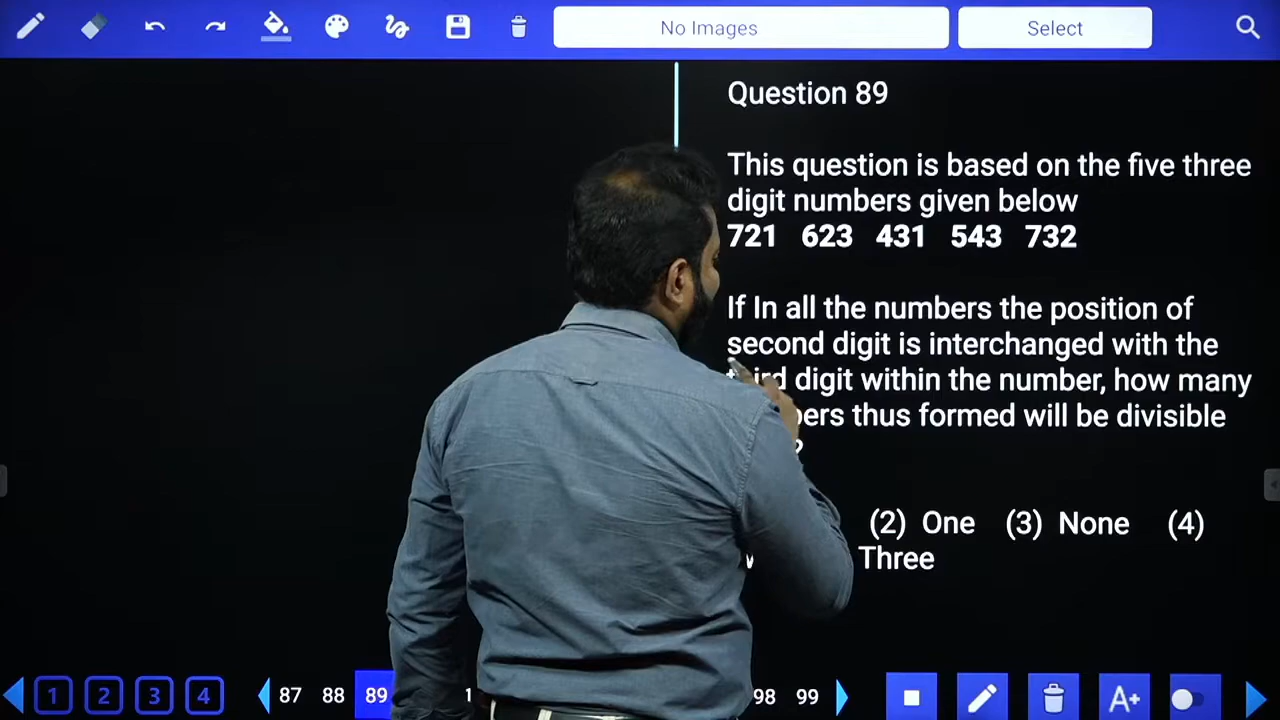 No Images
Select
Question 89
This question is based on the five three
digit numbers given below
721 623 431 543 732
If In all the numbers the position of
second digit is interchanged with the
digit within the number, how many
thus formed will be divisible
(2) One (3) None (4)
Three
1 2 3 4 87 88 89 98 99 A+